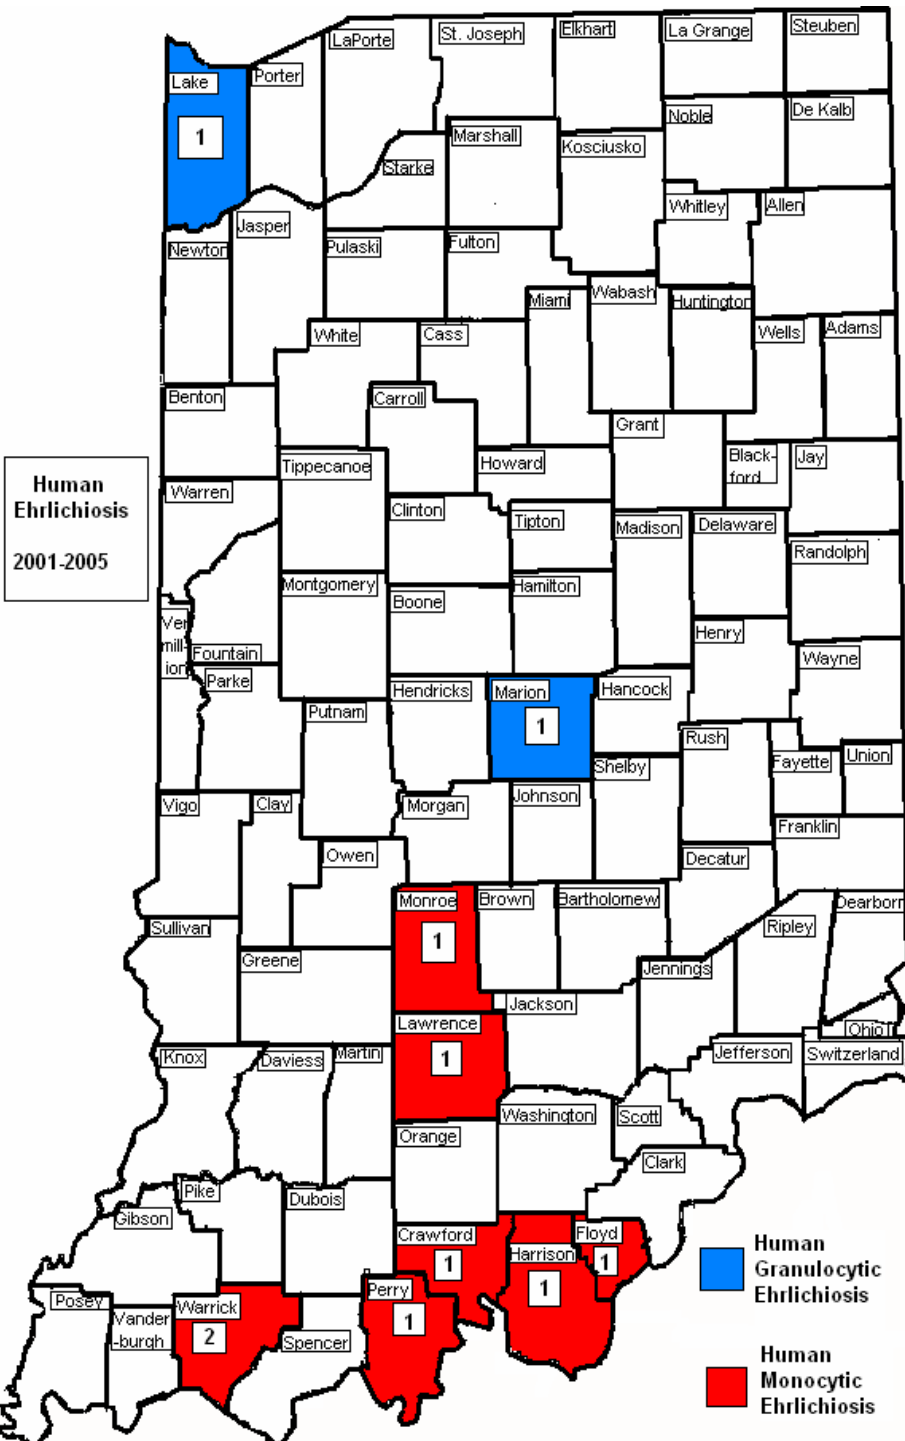 LaPorte
St. Joseph
Elkhart
La Grange
Steuben
Lake
Porter
1
Noble
De Kalb
Marshall
Kosciusko
Starke
Whitley
Allen
Jasper
Newton
Pulaski
Fulton
Miami
Wabash
Huntington
White
Cass
Wells
Adams
Benton
Carroll
Grant
Tippecanoe
Howard
Black-
ford
Jay
Human
Ehrlichiosis
2001-2005
Warren
Clinton
Tipton
Madison
Delaware
Randolph
Montgomery
Boone
Hamilton
Ver
mill-
ion
Fountain
Henry
Wayne
Parke
Hendricks
Marion
1
Hancock
Putnam
Rush
Fayette
Union
Shelby
Vigo
Clay
Morgan
Johnson
Franklin
Owen
Decatur
Monroe
1
Brown
Bartholomew
Dearborn
Sullivan
Ripley
Greene
Jennings
Jackson
Lawrence
1
Ohio
Knox
Daviess
Martin
Jefferson
Switzerland
Washington
Scott
Orange
Clark
Pike
Dubois
Gibson
Crawford
1
Harrison
1
Floyd
1
Human
Granulocytic
Ehrlichiosis
Posey
Vander
-burgh
Warrick
2
Spencer
Perry
1
Human
Monocytic
Ehrlichiosis